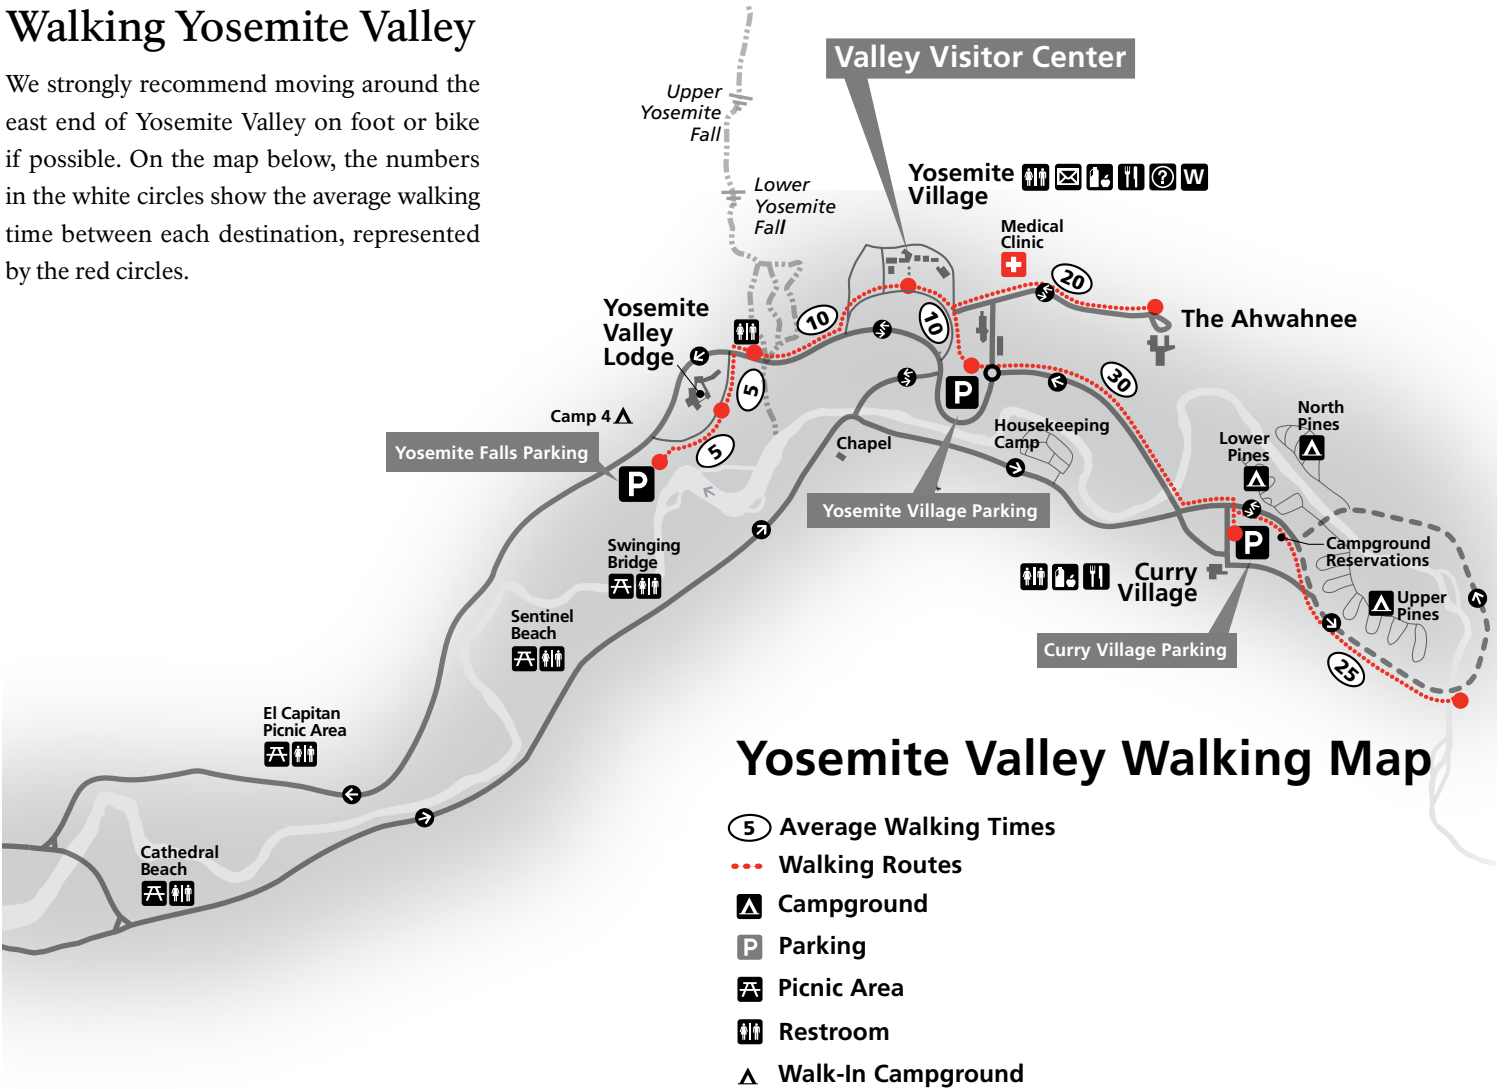 Walking Yosemite Valley
We strongly recommend moving around the
east end of Yosemite Valley on foot or bike
if possible. On the map below, the numbers
in the white circles show the average walking
time between each destination, represented
by the red circles.
Valley Visitor Center
Upper
Yosemite
Fall
Lower
Yosemite
Fall
Yosemite
Village
W
Medical
Clinic
20
The Ahwahnee
Yosemite
Valley
Lodge
10
10
5
30
Camp 4
Yosemite Falls Parking
P
5
P
Chapel
Housekeeping
Camp
North
Pines
Lower
Pines
Yosemite Village Parking
P
Campground
Reservations
Swinging
Bridge
Curry
Village
Upper
Pines
Sentinel
Beach
Curry Village Parking
25
El Capitan
Picnic Area
Cathedral
Beach
Yosemite Valley Walking Map
5 Average Walking Times
Walking Routes
Campground
P Parking
Picnic Area
Restroom
Walk-In Campground